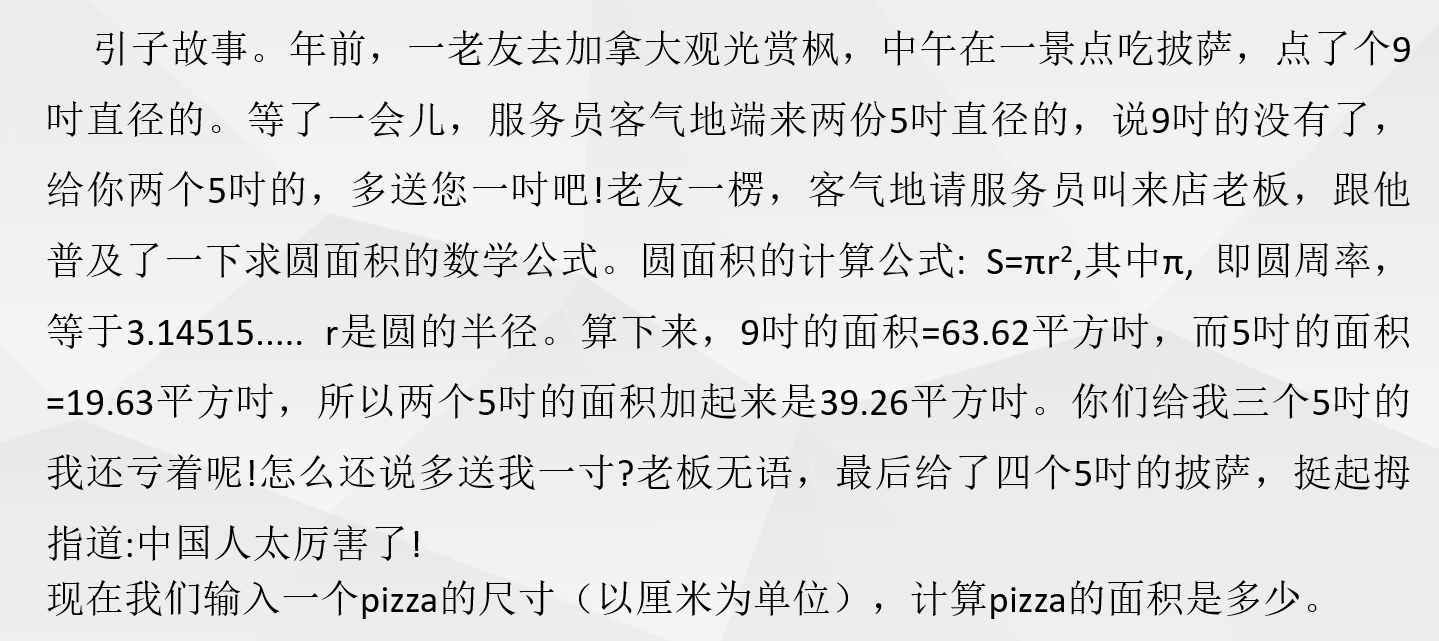 引子故事。年前，一老友去加拿大观光赏枫，中午在一景点吃披萨，点了个9
吋直径的。等了一会儿，服务员客气地端来两份5吋直径的，说9吋的没有了，
给你两个5吋的，多送您一吋吧!老友一楞，客气地请服务员叫来店老板，跟他
普及了一下求圆面积的数学公式。圆面积的计算公式: S=πr²,其中π, 即圆周率，
等于3.14515..... r是圆的半径。算下来，9吋的面积=63.62平方吋，而5吋的面积
=19.63平方吋，所以两个5吋的面积加起来是39.26平方吋。你们给我三个5吋的
我还亏着呢!怎么还说多送我一寸?老板无语，最后给了四个5吋的披萨，挺起拇
指道:中国人太厉害了!
现在我们输入一个pizza的尺寸（以厘米为单位），计算pizza的面积是多少。